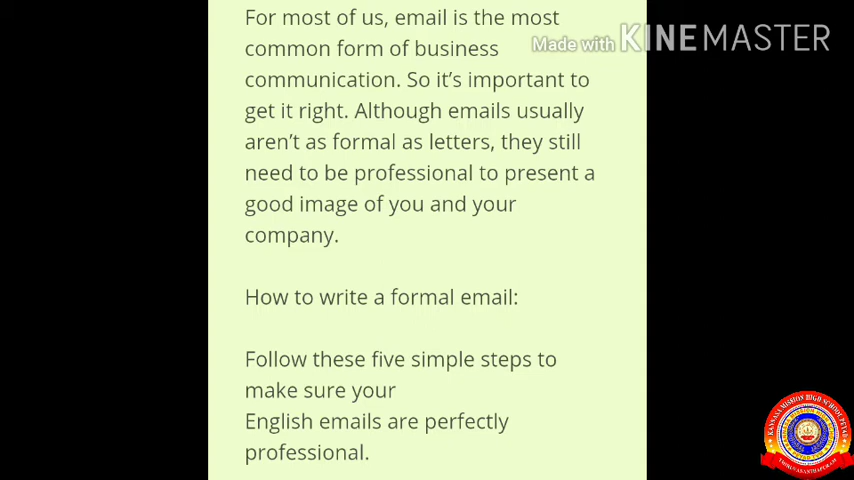 For most of us, email is the most
common form of business
communication. So it's important to
get it right. Although emails usually
aren't as formal as letters, they still
need to be professional to present a
good image of you and your
company.
How to write a formal email:
Follow these five simple steps to
make sure your
English emails are perfectly
professional.
Made with KINEMASTER